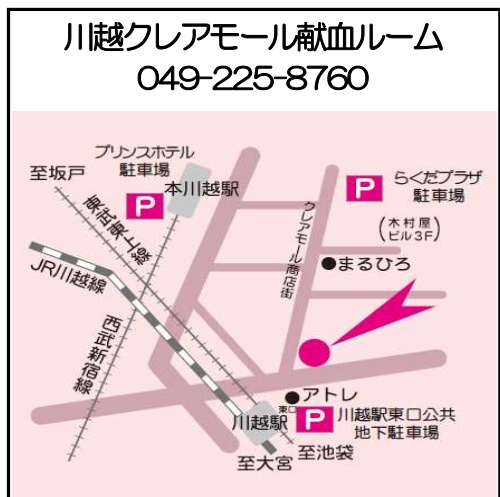 川越クレアモール献血ルーム
049-225-8760
プリンスホテル
駐車場
至坂戸
P
本川越駅
P
らくだプラザ
駐車場
(木村屋
ビル3F)
東武東上線
クレアモール商店街
まるひろ
JR川越線
西武新宿線
アトレ
東口
川越駅
P
川越駅東口公共
地下駐車場
至池袋
至大宮